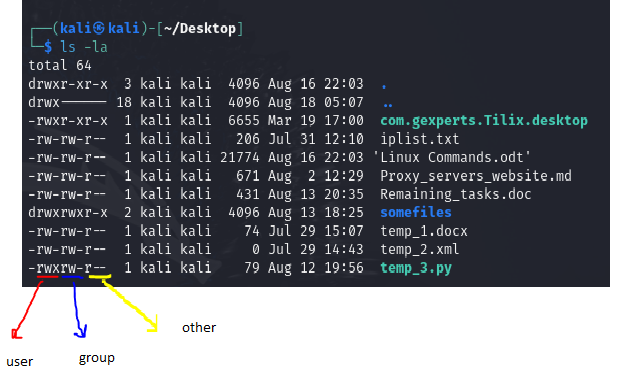 ┌──(kali㉿kali)-[~/Desktop]
└─$ ls -la
total 64
drwxr-xr-x  3 kali kali  4096 Aug 16 22:03 .
drwx------ 18 kali kali  4096 Aug 18 05:07 ..
-rwxr-xr-x  1 kali kali  6655 Mar 19 17:00 com.gexperts.Tilix.desktop
-rw-rw-r--  1 kali kali   206 Jul 31 12:10 iplist.txt
-rw-rw-r--  1 kali kali 21774 Aug 16 22:03 'Linux Commands.odt'
-rw-rw-r--  1 kali kali   671 Aug  2 12:29 Proxy_servers_website.md
-rw-rw-r--  1 kali kali   431 Aug 13 20:35 Remaining_tasks.doc
drwxrwxr-x  2 kali kali  4096 Aug 13 18:25 somefiles
-rw-rw-r--  1 kali kali    74 Jul 29 15:07 temp_1.docx
-rw-rw-r--  1 kali kali     0 Jul 29 14:43 temp_2.xml
-rwxrw-r--  1 kali kali    79 Aug 12 19:56 temp_3.py
other
group
user